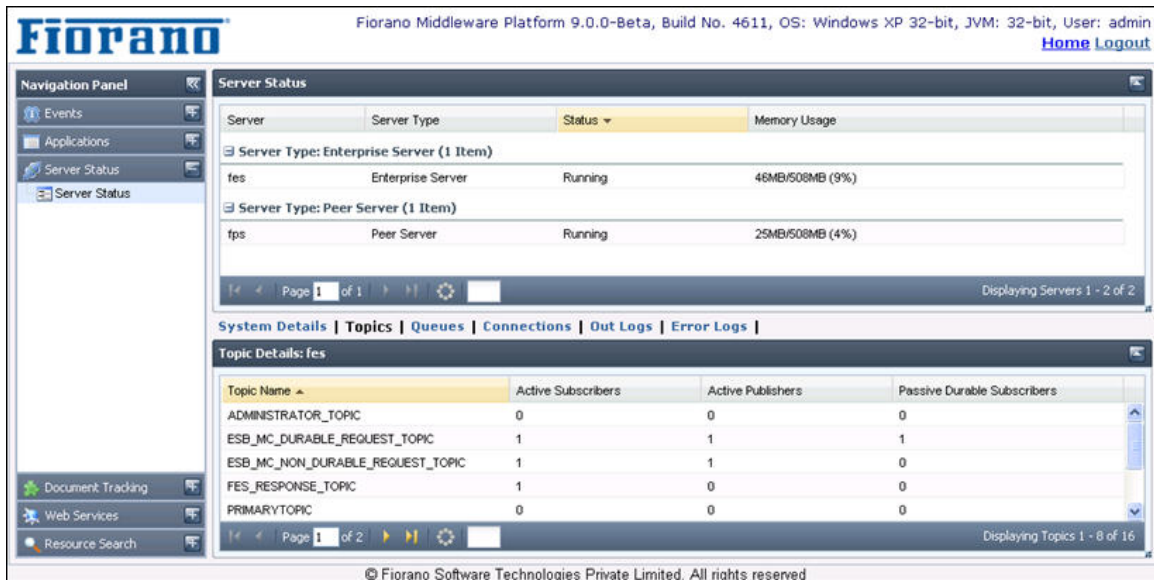 Fiorano
Fiorano Middleware Platform 9.0.0-Beta, Build No. 4611, OS: Windows XP 32-bit, JVM: 32-bit, User: admin
Home Logout
Navigation Panel
Events
Applications
Server Status
Server Status
Document Tracking
Web Services
Resource Search
Server Status
Server Server Type Status Memory Usage
Server Type: Enterprise Server (1 Item)
fes Enterprise Server Running 46MB/508MB (9%)
Server Type: Peer Server (1 Item)
fps Peer Server Running 25MB/508MB (4%)
Page 1 of 1 Displaying Servers 1 - 2 of 2
System Details | Topics | Queues | Connections | Out Logs | Error Logs |
Topic Details: fes
Topic Name Active Subscribers Active Publishers Passive Durable Subscribers
ADMINISTRATOR_TOPIC 0 0 0
ESB_MC_DURABLE_REQUEST_TOPIC 1 1 1
ESB_MC_NON_DURABLE_REQUEST_TOPIC 1 1 0
FES_RESPONSE_TOPIC 1 0 0
PRIMARYTOPIC 0 0 0
Page 1 of 2 Displaying Topics 1 - 8 of 16
© Fiorano Software Technologies Private Limited. All rights reserved